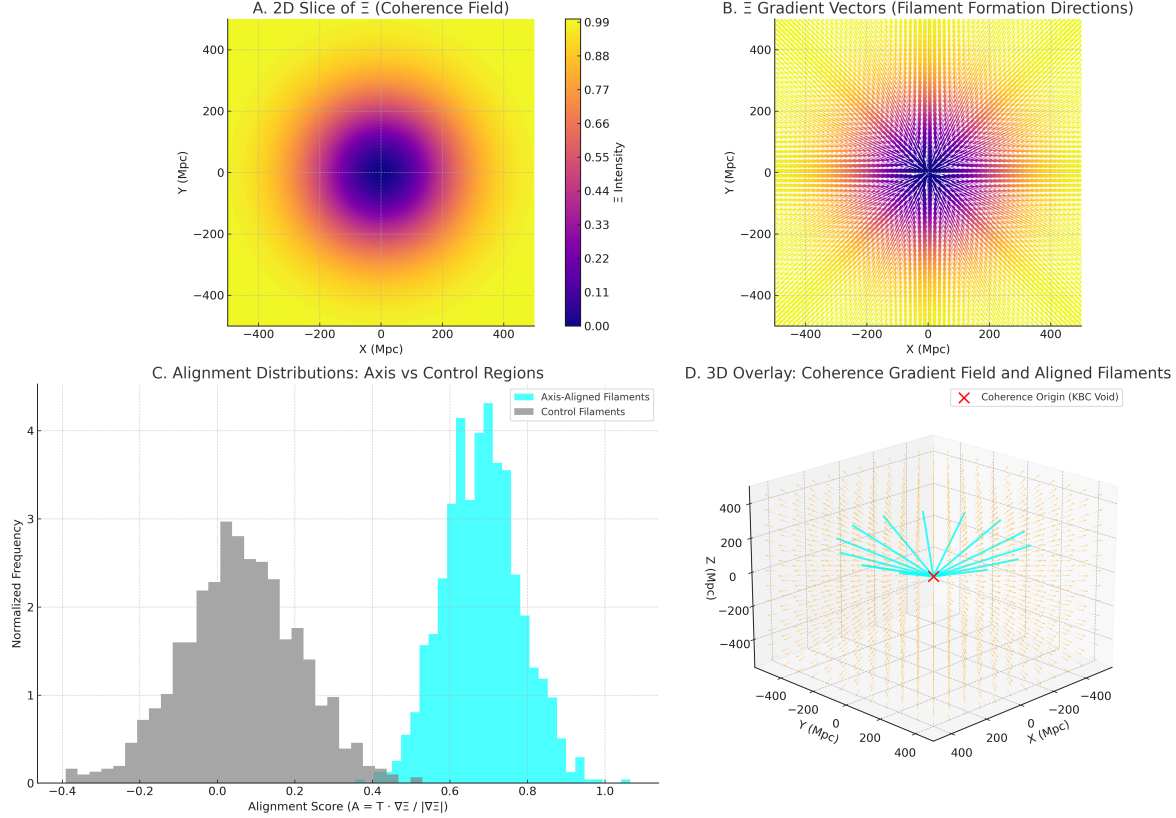 A. 2D Slice of Ξ (Coherence Field)
400
200
0
−200
−400
Y (Mpc)
−400 −200 0 200 400
X (Mpc)
0.99
0.88
0.77
0.66
0.55
0.44
0.33
0.22
0.11
0.00
Ξ Intensity
B. Ξ Gradient Vectors (Filament Formation Directions)
400
200
0
−200
−400
Y (Mpc)
−400 −200 0 200 400
X (Mpc)
C. Alignment Distributions: Axis vs Control Regions
Axis-Aligned Filaments
Control Filaments
4
3
2
1
0
Normalized Frequency
−0.4 −0.2 0.0 0.2 0.4 0.6 0.8 1.0
Alignment Score (A = T · ∇Ξ / |∇Ξ|)
D. 3D Overlay: Coherence Gradient Field and Aligned Filaments
Coherence Origin (KBC Void)
400
200
0
−200
−400
Z (Mpc)
−400 −200 0 200 400
Y (Mpc)
−400 −200 0 200 400
X (Mpc)